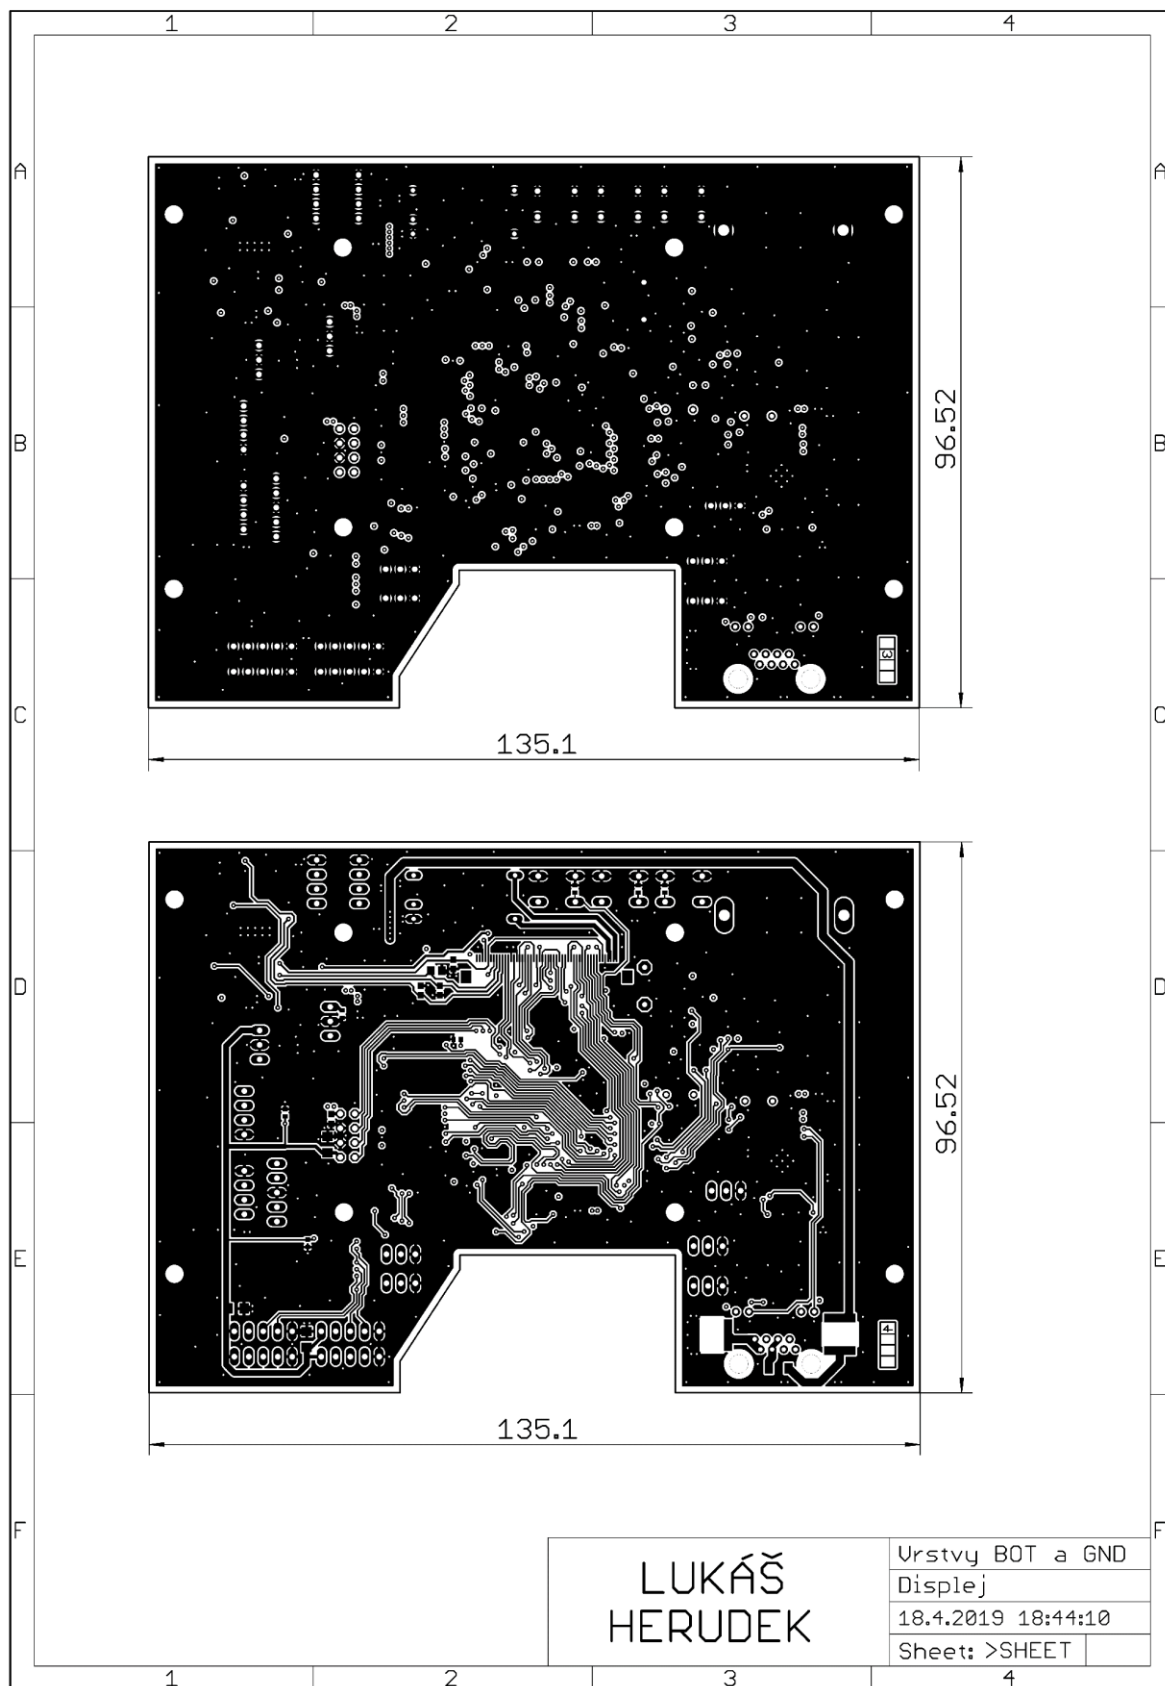 1 2 3 4
A A
B B
C C
D D
E E
F F
96.52
3
135.1
96.52
4
135.1
LUKÁŠ
HERUDEK
Vrstvy BOT a GND
Displej
18.4.2019 18:44:10
Sheet: >SHEET
1 2 3 4